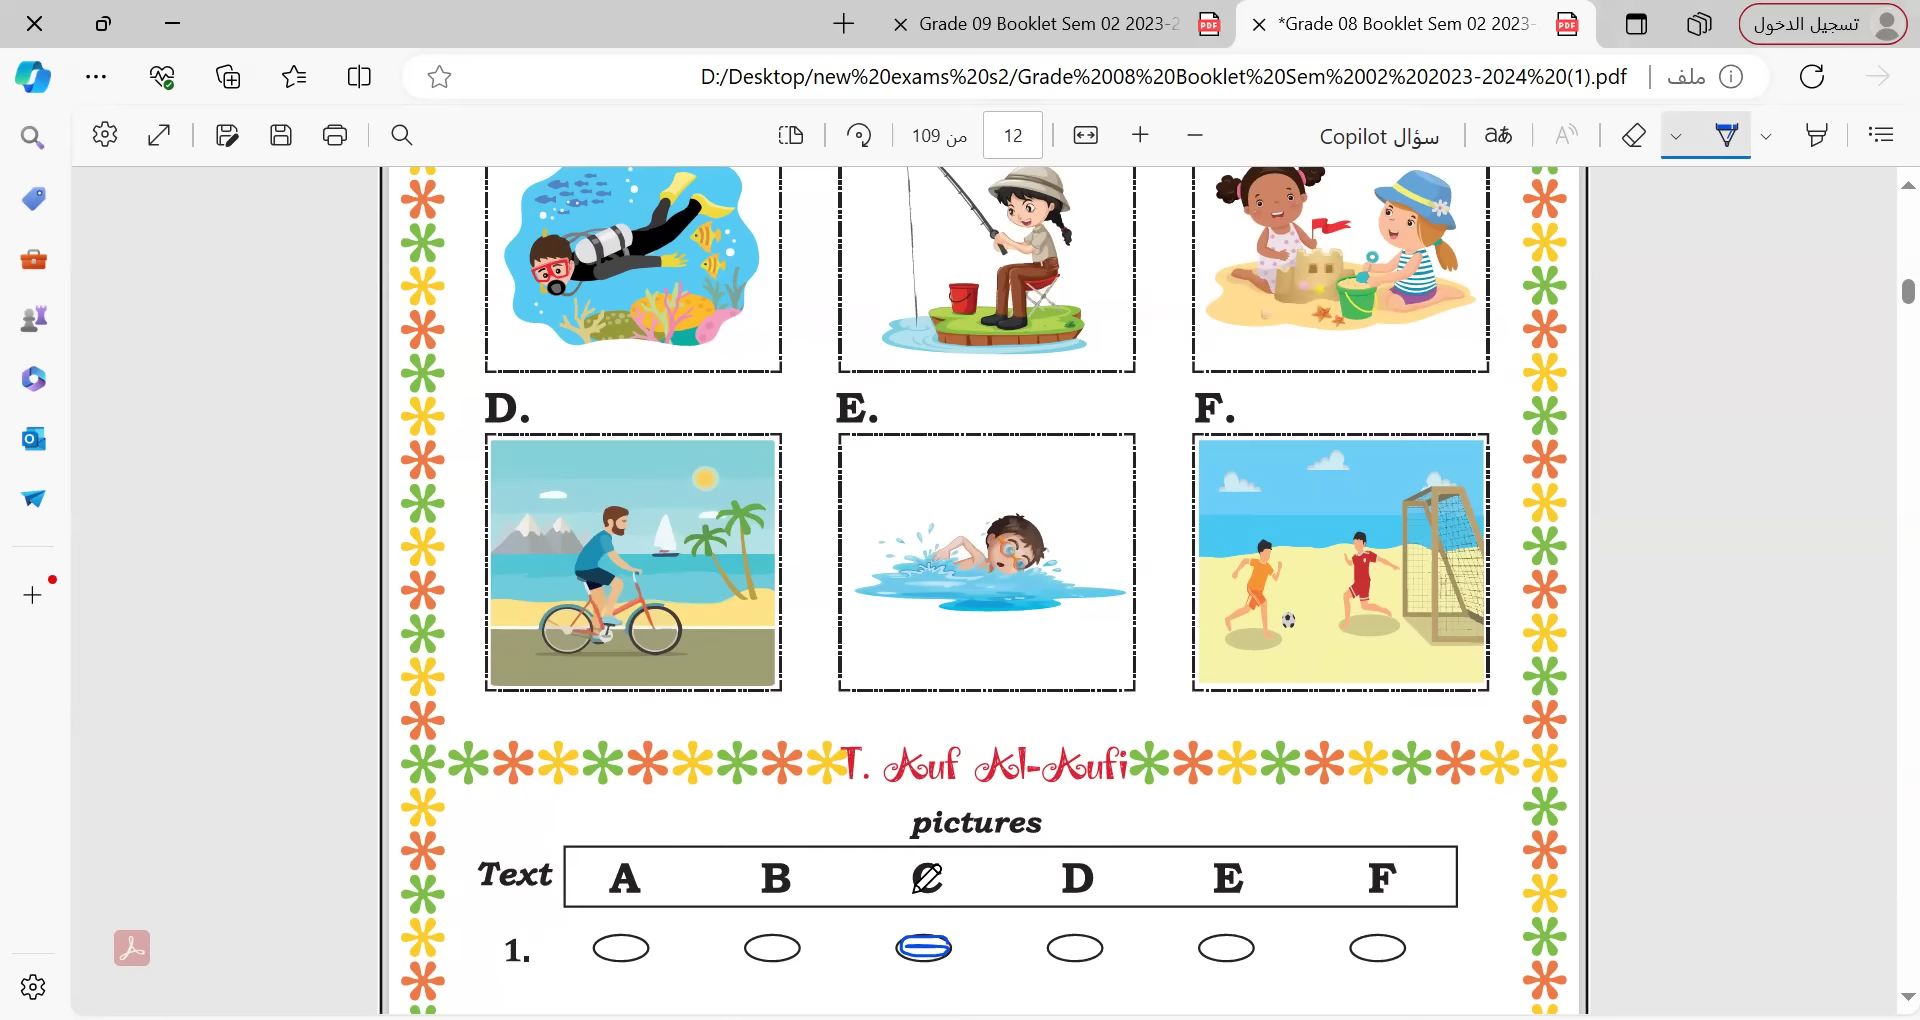 Grade 09 Booklet Sem 02 2023-2
*Grade 08 Booklet Sem 02 2023-
تسجيل الدخول
D:/Desktop/new%20exams%20s2/Grade%2008%20Booklet%20Sem%2002%202023-2024%20(1).pdf
ملف
من 109
12
سؤال Copilot
D.
E.
F.
T. Auf Al-Aufi
pictures
Text A B C D E F
1.